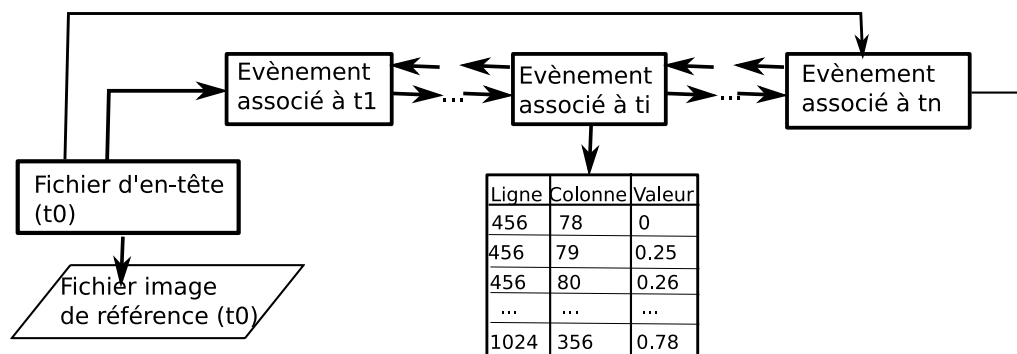 Evènement
associé à t1
...
Evènement
associé à ti
...
Evènement
associé à tn
Fichier d'en-tête
(t0)
Fichier image
de référence (t0)
Ligne Colonne Valeur
456 78 0
456 79 0.25
456 80 0.26
... ... ...
1024 356 0.78